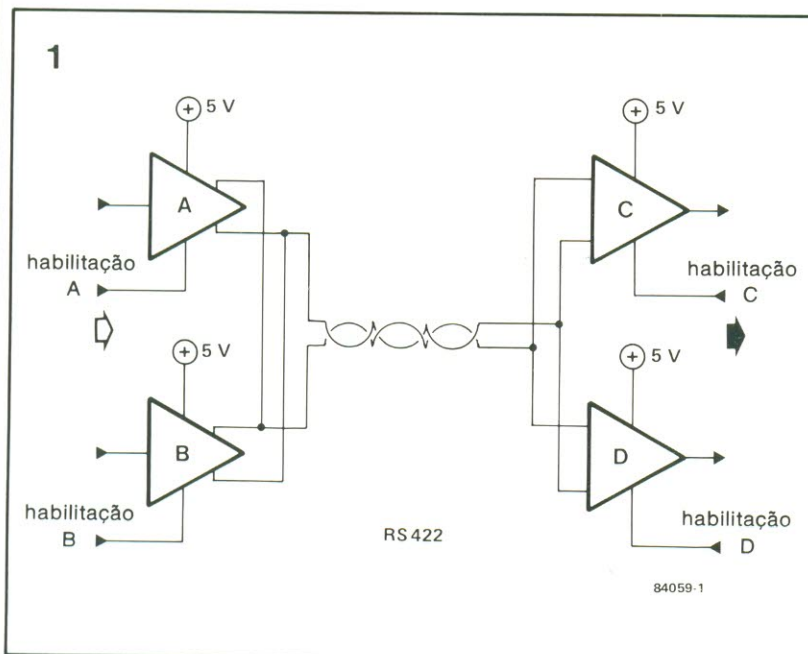 1
+ 5 V
+ 5 V
A
C
habilitação
A
habilitação
C
+ 5 V
+ 5 V
B
D
habilitação
B
RS422
habilitação
D
84059-1